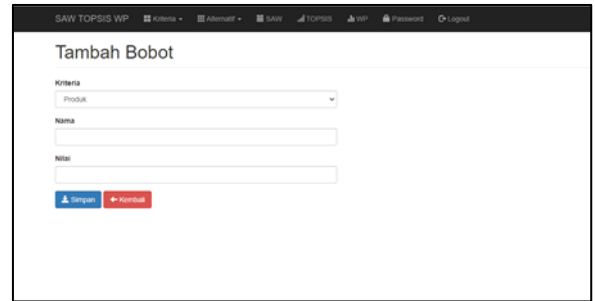 SAW TOPSIS WP Kriteria Alternatif SAW TOPSIS WP Password Logout
Tambah Bobot
Kriteria
Produk
Nama
Nilai
Simpan Kembali